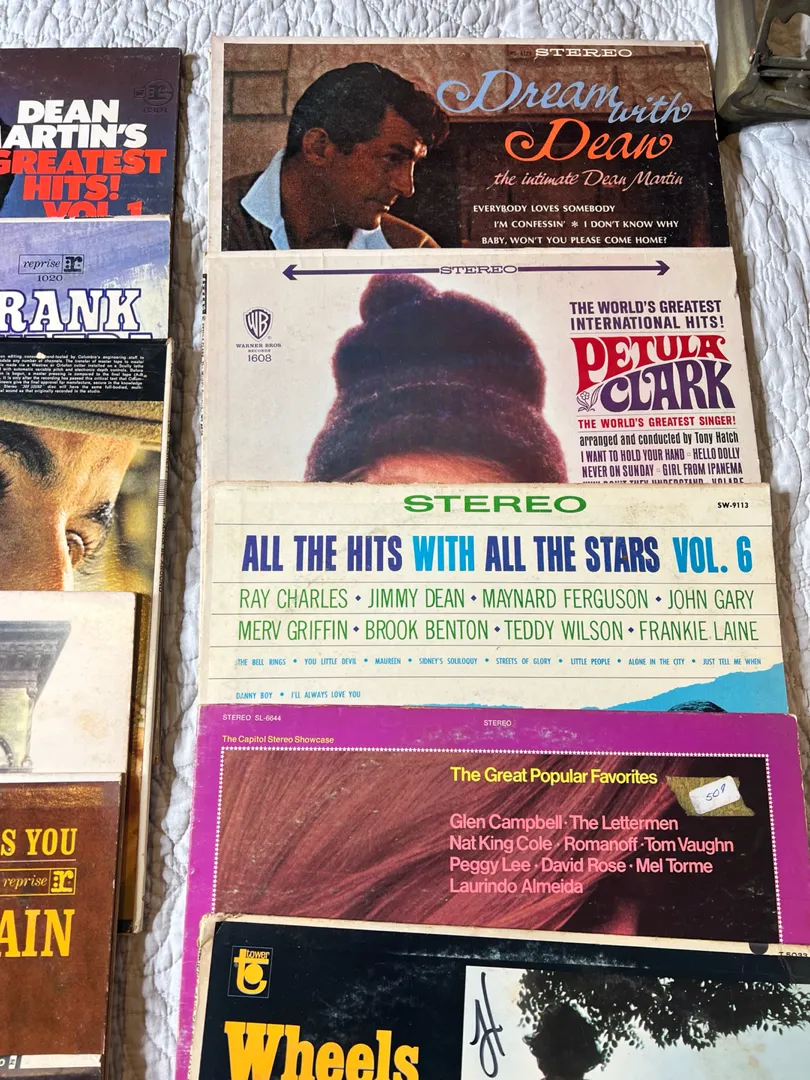 DEAN
MARTIN'S
GREATEST
HITS!
VOL.1
reprise r:
1020
RANK
S YOU
reprise r:
AIN
STEREO
Dream with
Dean
the intimate Dean Martin
EVERYBODY LOVES SOMEBODY
I'M CONFESSIN' * I DON'T KNOW WHY
BABY, WON'T YOU PLEASE COME HOME?
STEREO
WB
WARNER BROS.
RECORDS
1608
THE WORLD'S GREATEST
INTERNATIONAL HITS!
PETULA
CLARK
THE WORLD'S GREATEST SINGER!
arranged and conducted by Tony Hatch
I WANT TO HOLD YOUR HAND • HELLO DOLLY
NEVER ON SUNDAY • GIRL FROM IPANEMA
STEREO
SW-9113
ALL THE HITS WITH ALL THE STARS VOL. 6
RAY CHARLES • JIMMY DEAN • MAYNARD FERGUSON • JOHN GARY
MERV GRIFFIN • BROOK BENTON • TEDDY WILSON • FRANKIE LAINE
THE BELL RINGS • YOU LITTLE DEVIL • MAUREEN • SIDNEY'S SOLILOQUY • STREETS OF GLORY • LITTLE PEOPLE • ALONE IN THE CITY • JUST TELL ME WHEN
DANNY BOY • I'LL ALWAYS LOVE YOU
STEREO SL-6644
STEREO
The Capitol Stereo Showcase
The Great Popular Favorites
50¢
Glen Campbell · The Lettermen
Nat King Cole · Romanoff · Tom Vaughn
Peggy Lee · David Rose · Mel Torme
Laurindo Almeida
tower
Wheels